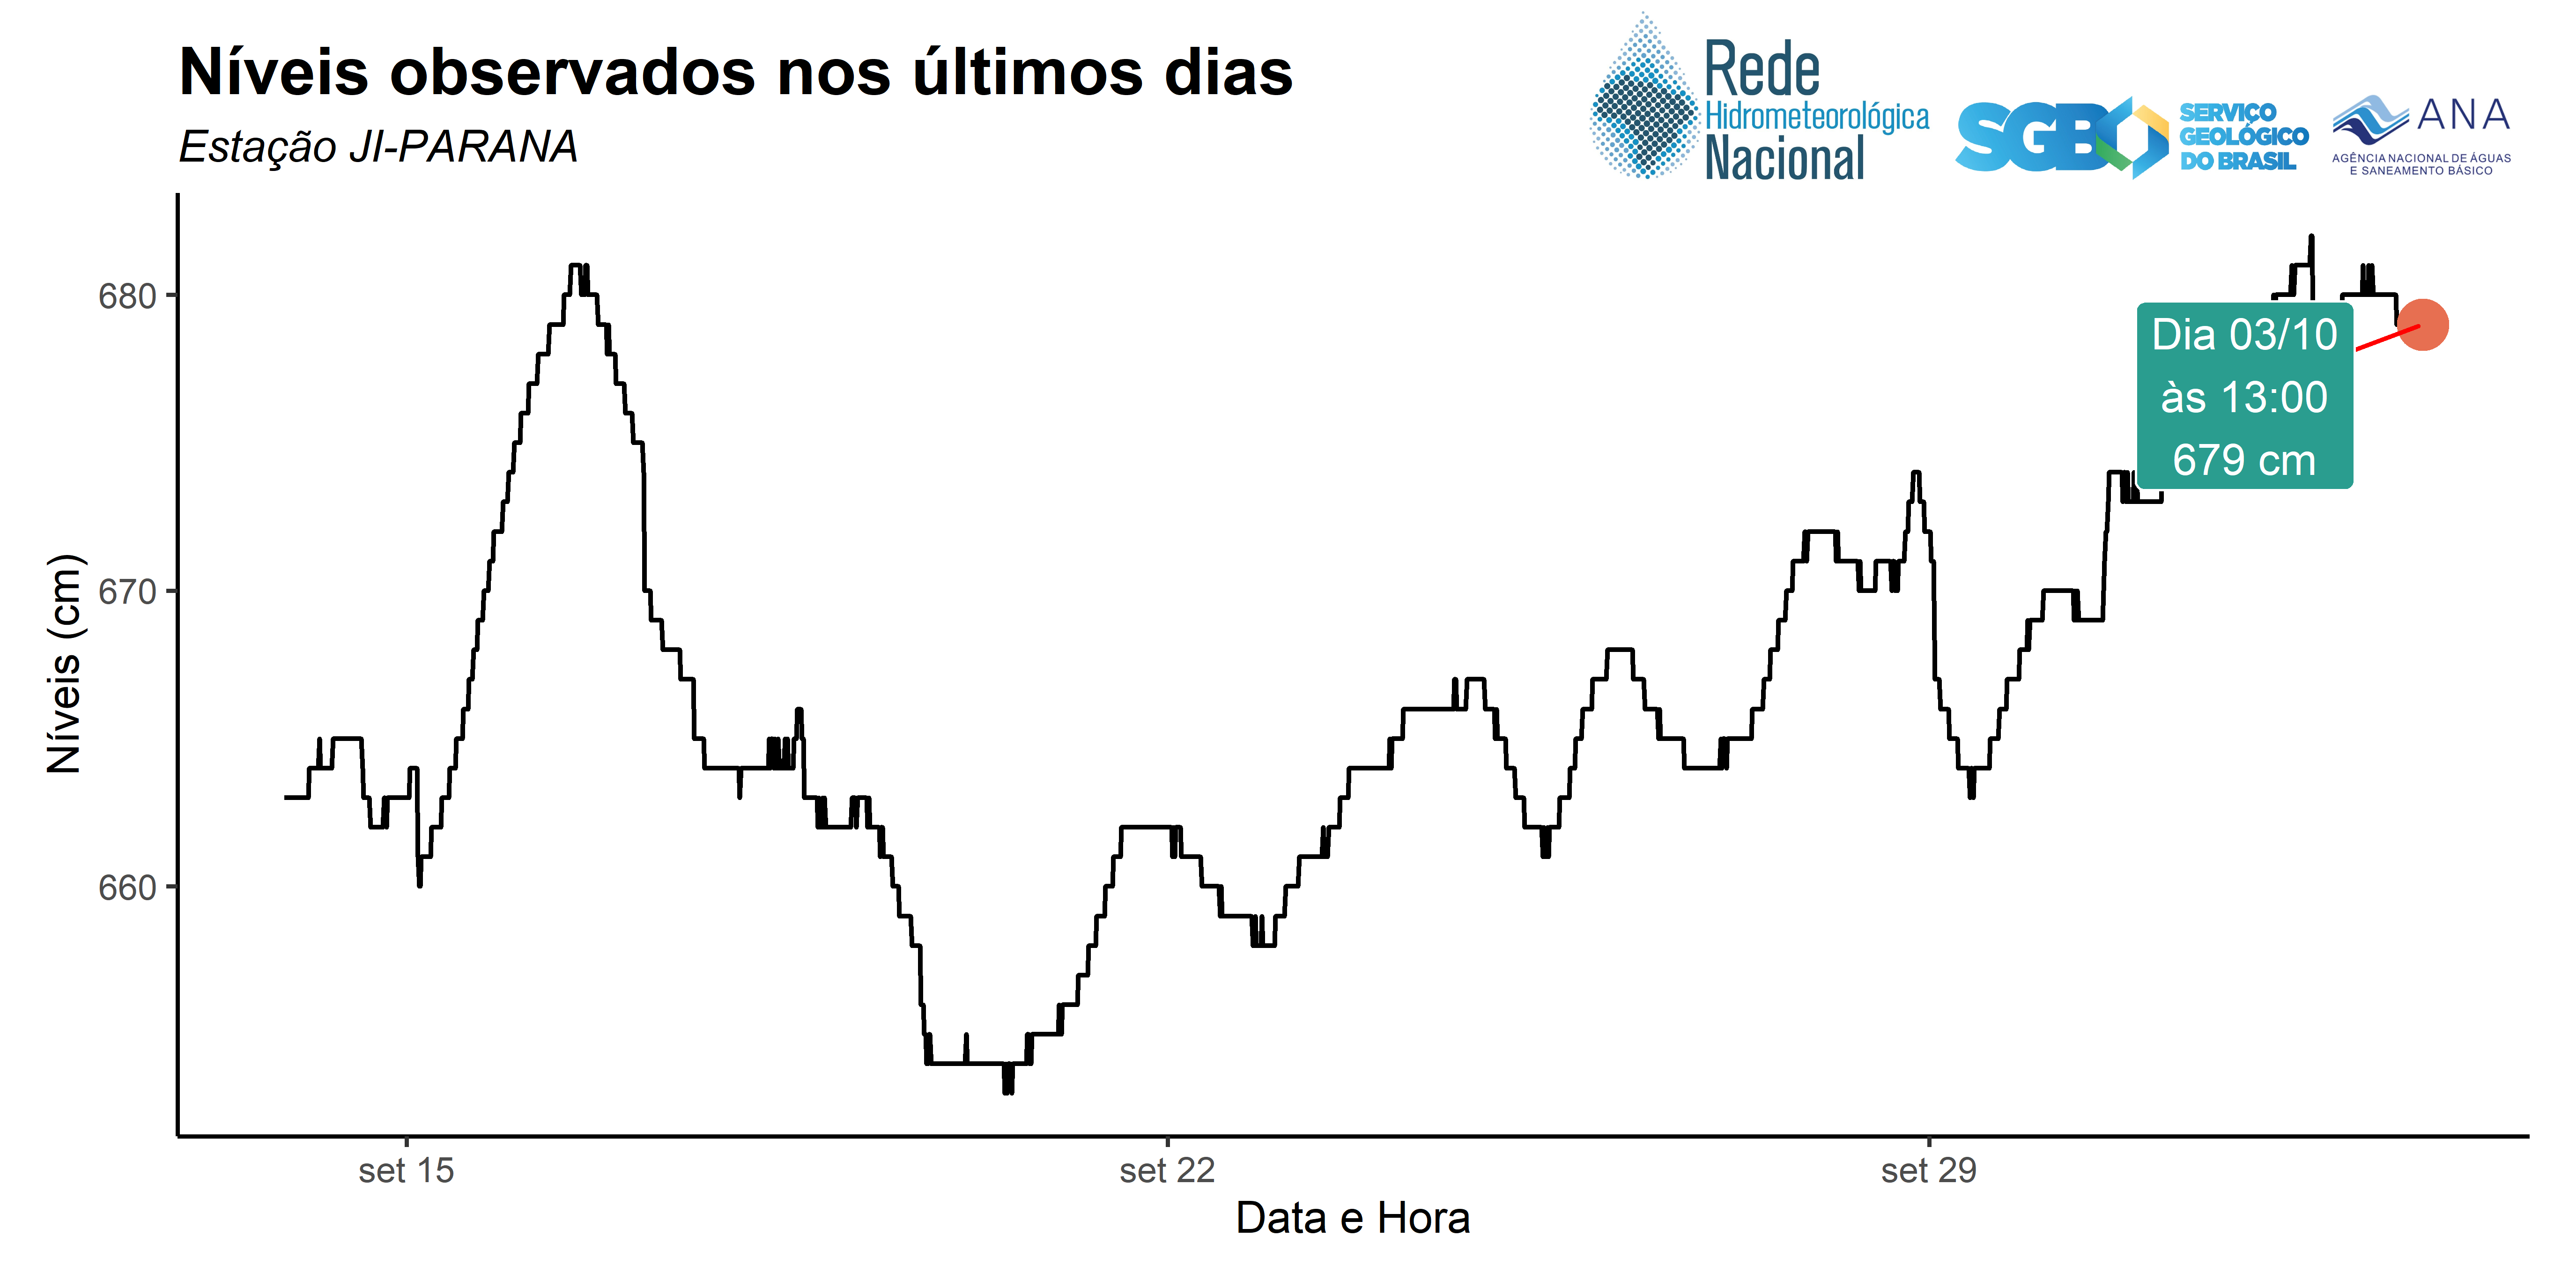 Níveis observados nos últimos dias
Estação JI-PARANA
Rede
Hidrometeorológica
Nacional
SGB
SERVIÇO
GEOLÓGICO
DO BRASIL
ANA
AGÊNCIA NACIONAL DE ÁGUAS
E SANEAMENTO BÁSICO
680
670
660
Níveis (cm)
Dia 03/10
às 13:00
679 cm
set 15
set 22
set 29
Data e Hora